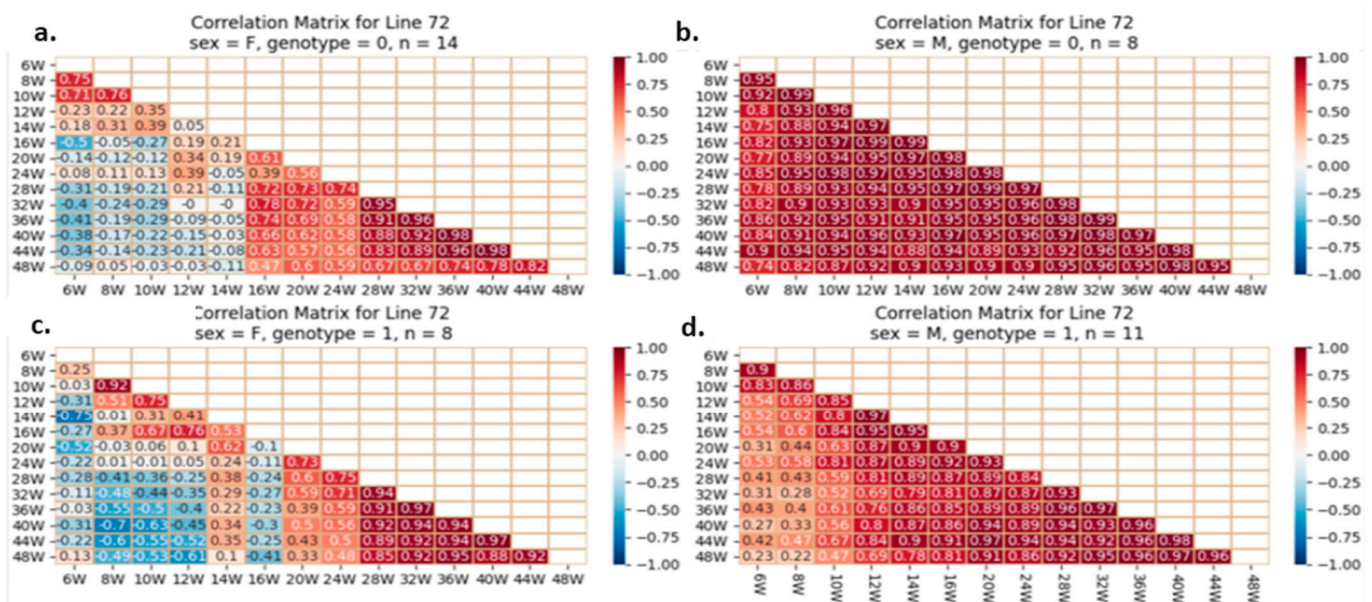 a.
Correlation Matrix for Line 72
sex = F, genotype = 0, n = 14
6W
8W 0.75
10W 0.71 0.76
12W 0.23 0.22 0.35
14W 0.18 0.31 0.39 0.05
16W -0.5 -0.05 -0.27 0.19 0.21
20W -0.14 -0.12 -0.12 0.34 0.19 0.61
24W 0.08 0.11 0.13 0.39 -0.05 0.39 0.56
28W -0.31 -0.19 -0.21 0.21 -0.11 0.72 0.73 0.74
32W -0.4 -0.24 -0.29 -0 -0 0.78 0.72 0.59 0.95
36W -0.41 -0.19 -0.29 -0.09 -0.05 0.74 0.69 0.58 0.91 0.96
40W -0.38 -0.17 -0.22 -0.15 -0.03 0.66 0.62 0.58 0.88 0.92 0.98
44W -0.34 -0.14 -0.23 -0.21 -0.08 0.63 0.57 0.56 0.83 0.89 0.96 0.98
48W -0.09 0.05 -0.03 -0.03 -0.11 0.47 0.6 0.59 0.67 0.67 0.74 0.78 0.82
6W 8W 10W 12W 14W 16W 20W 24W 28W 32W 36W 40W 44W 48W
1.00
0.75
0.50
0.25
0.00
−0.25
−0.50
−0.75
−1.00
b.
Correlation Matrix for Line 72
sex = M, genotype = 0, n = 8
6W
8W 0.95
10W 0.92 0.99
12W 0.8 0.93 0.96
14W 0.75 0.88 0.94 0.97
16W 0.82 0.93 0.97 0.99 0.99
20W 0.77 0.89 0.94 0.95 0.97 0.98
24W 0.85 0.95 0.98 0.97 0.95 0.98 0.98
28W 0.78 0.89 0.93 0.94 0.95 0.97 0.99 0.97
32W 0.82 0.9 0.93 0.93 0.9 0.95 0.95 0.96 0.98
36W 0.86 0.92 0.95 0.91 0.91 0.95 0.95 0.96 0.98 0.99
40W 0.84 0.91 0.94 0.96 0.93 0.97 0.95 0.96 0.97 0.98 0.97
44W 0.9 0.94 0.95 0.94 0.88 0.94 0.89 0.93 0.92 0.96 0.95 0.98
48W 0.74 0.82 0.87 0.92 0.9 0.93 0.9 0.9 0.95 0.96 0.95 0.98 0.95
6W 8W 10W 12W 14W 16W 20W 24W 28W 32W 36W 40W 44W 48W
1.00
0.75
0.50
0.25
0.00
−0.25
−0.50
−0.75
−1.00
c.
Correlation Matrix for Line 72
sex = F, genotype = 1, n = 8
6W
8W 0.25
10W 0.03 0.92
12W -0.31 0.51 0.75
14W -0.75 0.01 0.31 0.41
16W -0.27 0.37 0.67 0.76 0.53
20W -0.52 -0.03 0.06 0.1 0.62 -0.1
24W -0.22 0.01 -0.01 0.05 0.24 -0.11 0.73
28W -0.28 -0.41 -0.36 -0.25 0.38 -0.24 0.6 0.75
32W -0.11 -0.48 -0.44 -0.35 0.29 -0.27 0.59 0.71 0.94
36W -0.03 -0.55 -0.5 -0.4 0.22 -0.23 0.39 0.59 0.91 0.97
40W -0.31 -0.7 -0.63 -0.45 0.34 -0.3 0.5 0.56 0.92 0.94 0.94
44W -0.22 -0.6 -0.55 -0.52 0.35 -0.25 0.43 0.5 0.89 0.92 0.94 0.97
48W 0.13 -0.49 -0.53 -0.61 0.1 -0.41 0.33 0.48 0.85 0.92 0.95 0.88 0.92
6W 8W 10W 12W 14W 16W 20W 24W 28W 32W 36W 40W 44W 48W
1.00
0.75
0.50
0.25
0.00
−0.25
−0.50
−0.75
−1.00
d.
Correlation Matrix for Line 72
sex = M, genotype = 1, n = 11
6W
8W 0.9
10W 0.83 0.86
12W 0.54 0.69 0.85
14W 0.52 0.62 0.8 0.97
16W 0.54 0.6 0.84 0.95 0.95
20W 0.31 0.44 0.63 0.87 0.9 0.9
24W 0.53 0.58 0.81 0.87 0.89 0.92 0.93
28W 0.41 0.43 0.59 0.81 0.89 0.86 0.89 0.84
32W 0.31 0.28 0.52 0.69 0.79 0.81 0.87 0.87 0.93
36W 0.43 0.4 0.61 0.76 0.86 0.85 0.89 0.89 0.96 0.97
40W 0.27 0.33 0.56 0.8 0.87 0.86 0.94 0.89 0.94 0.93 0.96
44W 0.42 0.47 0.67 0.84 0.9 0.91 0.97 0.94 0.94 0.92 0.96 0.98
48W 0.23 0.22 0.47 0.69 0.78 0.81 0.91 0.86 0.92 0.95 0.96 0.97 0.96
6W 8W 10W 12W 14W 16W 20W 24W 28W 32W 36W 40W 44W 48W
1.00
0.75
0.50
0.25
0.00
−0.25
−0.50
−0.75
−1.00